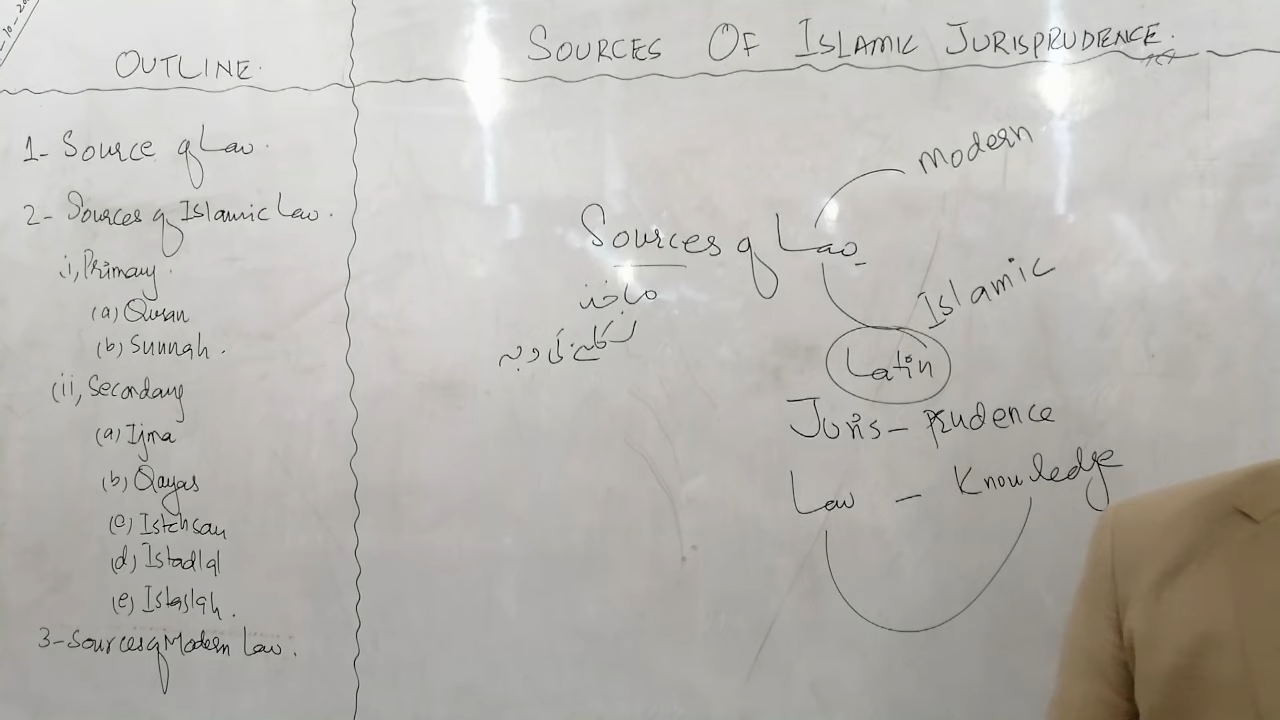 OUTLINE.
1- Source of Law.
2- Sources of Islamic Law.
i, Primary.
(a) Quran
(b) Sunnah.
(ii, Secondary
(a) Ijma
(b) Qayas
(c) Istehsan
(d) Istadlal
(e) Istaslah.
3- Sources of Modern Law.
SOURCES OF ISLAMIC JURISPRUDENCE.
Modern
Sources of Law
ماخذ
Islamic
Latin
Juris - Prudence
Law - Knowledge